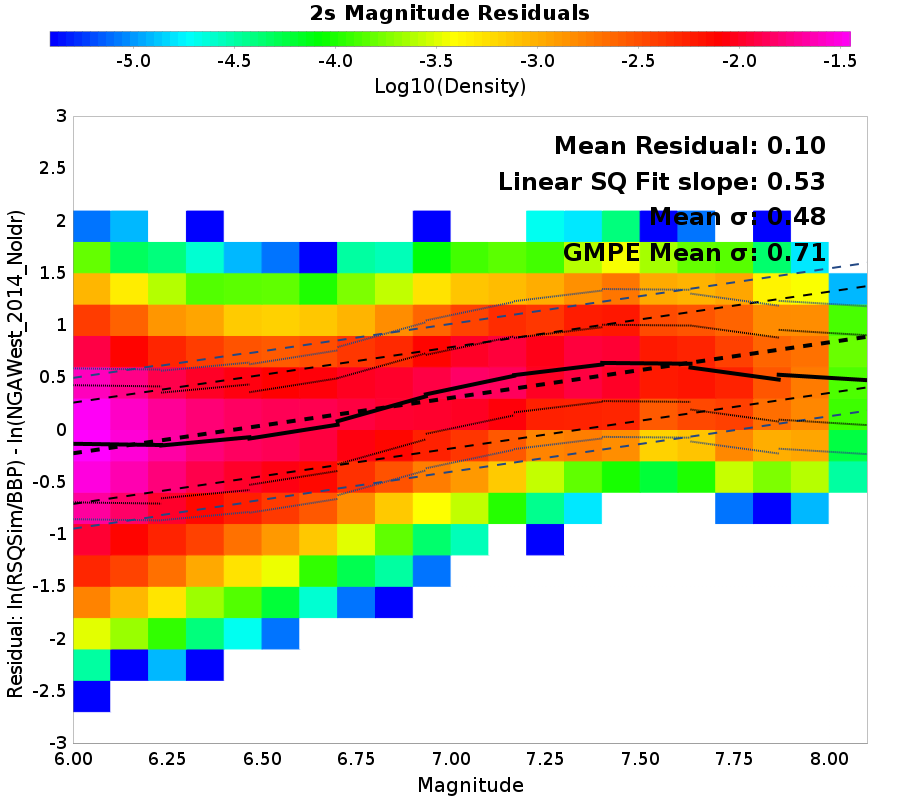 2s Magnitude Residuals
-5.0 -4.5 -4.0 -3.5 -3.0 -2.5 -2.0 -1.5
Log10(Density)
Residual: ln(RSQSim/BBP) - ln(NGAWest_2014_NoIdr)
3
2.5
2
1.5
1
0.5
0
-0.5
-1
-1.5
-2
-2.5
-3
Mean Residual: 0.10
Linear SQ Fit slope: 0.53
Mean σ: 0.48
GMPE Mean σ: 0.71
6.00 6.25 6.50 6.75 7.00 7.25 7.50 7.75 8.00
Magnitude